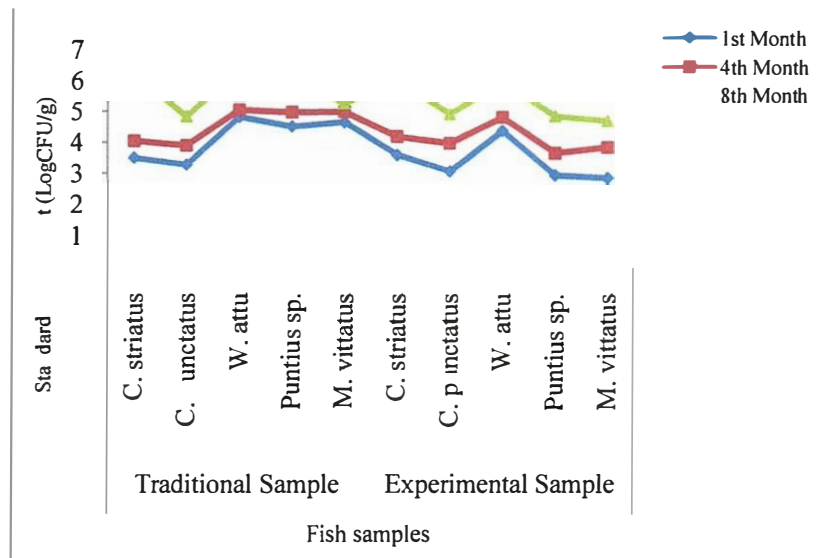 7
6
5
4
3
2
1
t (LogCFU/g)
Sta dard
1st Month
4th Month
8th Month
C. striatus
C. unctatus
W. attu
Puntius sp.
M. vittatus
C. striatus
C. p inctatus
W. attu
Puntius sp.
M. vittatus
Traditional Sample
Experimental Sample
Fish samples